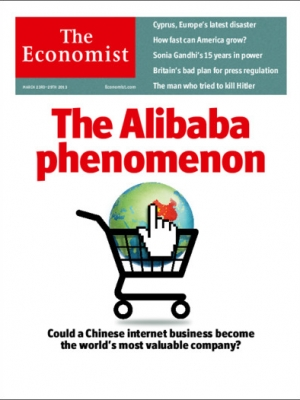 The
Economist
MARCH 23RD-29TH 2013
Economist.com
Cyprus, Europe's latest disaster
How fast can America grow?
Sonia Gandhi's 15 years in power
Britain's bad plan for press regulation
The man who tried to kill Hitler
The Alibaba
phenomenon
Could a Chinese internet business become
the world's most valuable company?